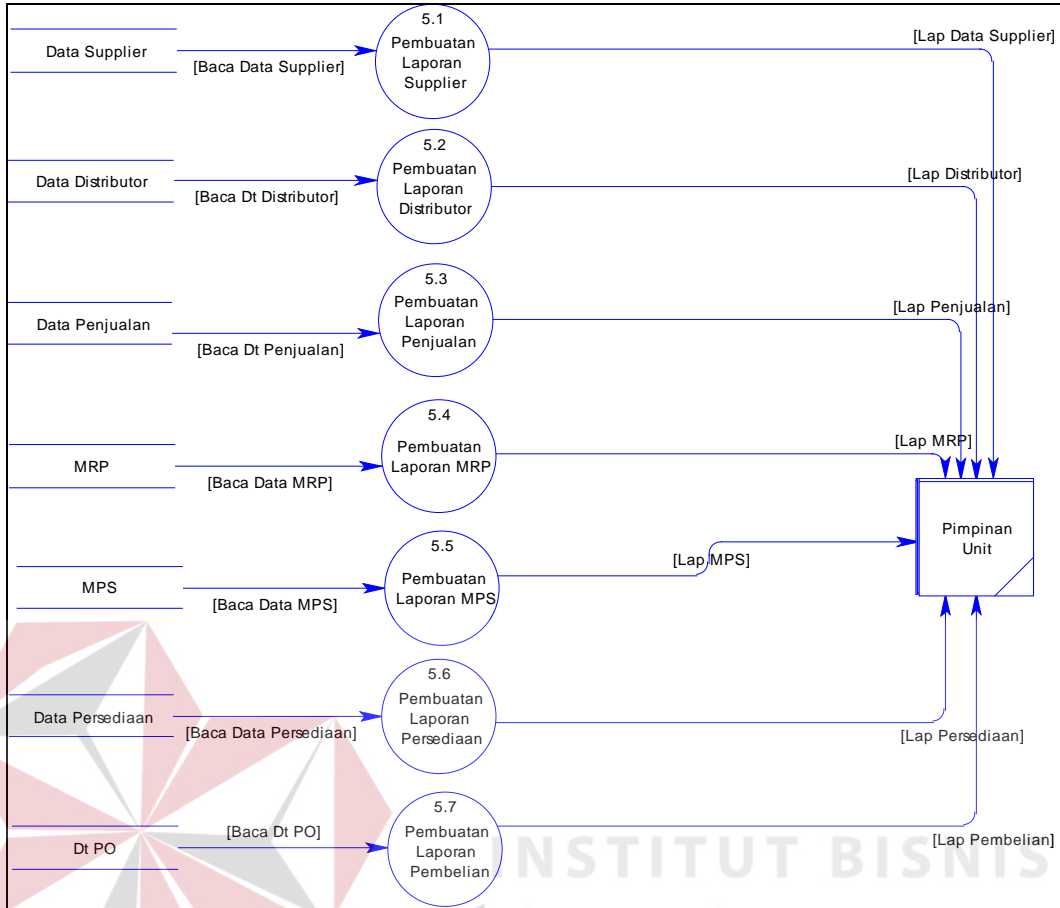 5.1
Pembuatan
Laporan
Supplier
Data Supplier
[Baca Data Supplier]
[Lap Data Supplier]
5.2
Pembuatan
Laporan
Distributor
Data Distributor
[Baca Dt Distributor]
[Lap Distributor]
5.3
Pembuatan
Laporan
Penjualan
Data Penjualan
[Baca Dt Penjualan]
[Lap Penjualan]
5.4
Pembuatan
Laporan MRP
MRP
[Baca Data MRP]
[Lap MRP]
Pimpinan
Unit
5.5
Pembuatan
Laporan MPS
MPS
[Baca Data MPS]
[Lap MPS]
5.6
Pembuatan
Laporan
Persediaan
Data Persediaan
[Baca Data Persediaan]
[Lap Persediaan]
5.7
Pembuatan
Laporan
Pembelian
Dt PO
[Baca Dt PO]
[Lap Pembelian]
INSTITUT BISNIS